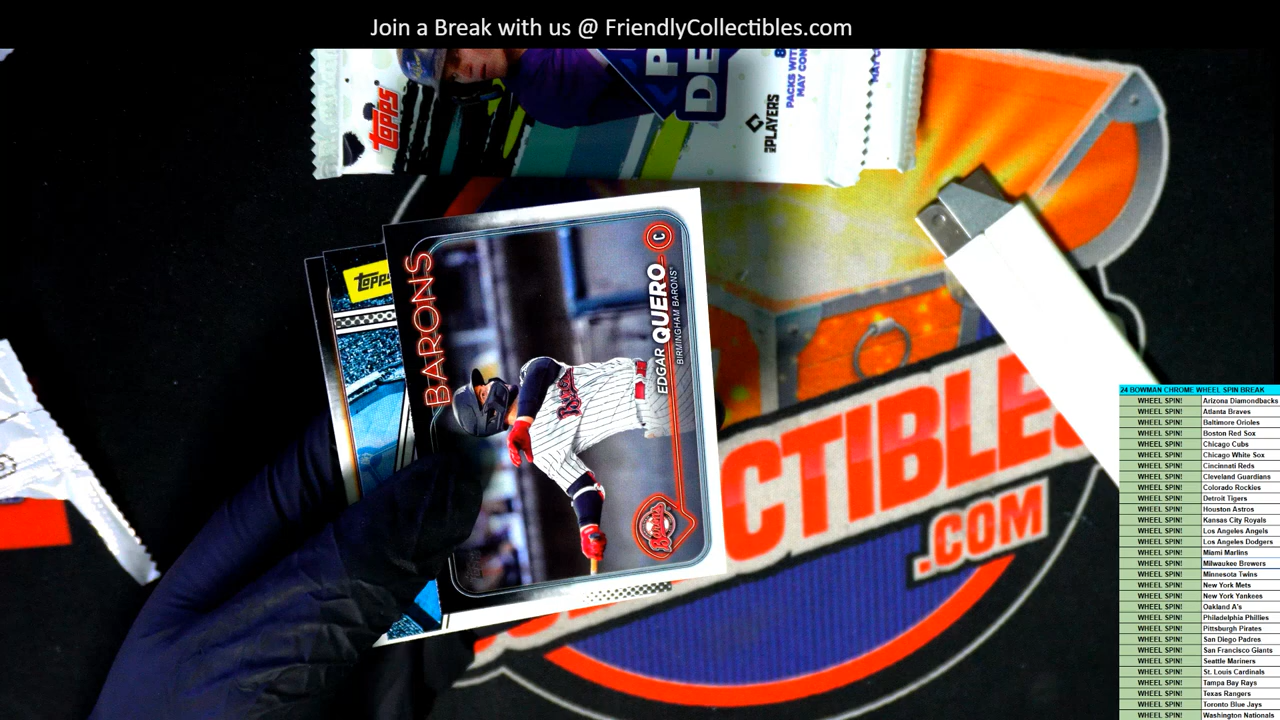 Join a Break with us @ FriendlyCollectibles.com
topps
PACKS WIT
MAY CON
PLAYERS
topps
BARONS
EDGAR QUERO
BIRMINGHAM BARONS
C
Barons
CTIBLES
.COM
24 BOWMAN CHROME WHEEL SPIN BREAK
WHEEL SPIN! Arizona Diamondbacks
WHEEL SPIN! Atlanta Braves
WHEEL SPIN! Baltimore Orioles
WHEEL SPIN! Boston Red Sox
WHEEL SPIN! Chicago Cubs
WHEEL SPIN! Chicago White Sox
WHEEL SPIN! Cincinnati Reds
WHEEL SPIN! Cleveland Guardians
WHEEL SPIN! Colorado Rockies
WHEEL SPIN! Detroit Tigers
WHEEL SPIN! Houston Astros
WHEEL SPIN! Kansas City Royals
WHEEL SPIN! Los Angeles Angels
WHEEL SPIN! Los Angeles Dodgers
WHEEL SPIN! Miami Marlins
WHEEL SPIN! Milwaukee Brewers
WHEEL SPIN! Minnesota Twins
WHEEL SPIN! New York Mets
WHEEL SPIN! New York Yankees
WHEEL SPIN! Oakland A's
WHEEL SPIN! Philadelphia Phillies
WHEEL SPIN! Pittsburgh Pirates
WHEEL SPIN! San Diego Padres
WHEEL SPIN! San Francisco Giants
WHEEL SPIN! Seattle Mariners
WHEEL SPIN! St. Louis Cardinals
WHEEL SPIN! Tampa Bay Rays
WHEEL SPIN! Texas Rangers
WHEEL SPIN! Toronto Blue Jays
WHEEL SPIN! Washington Nationals